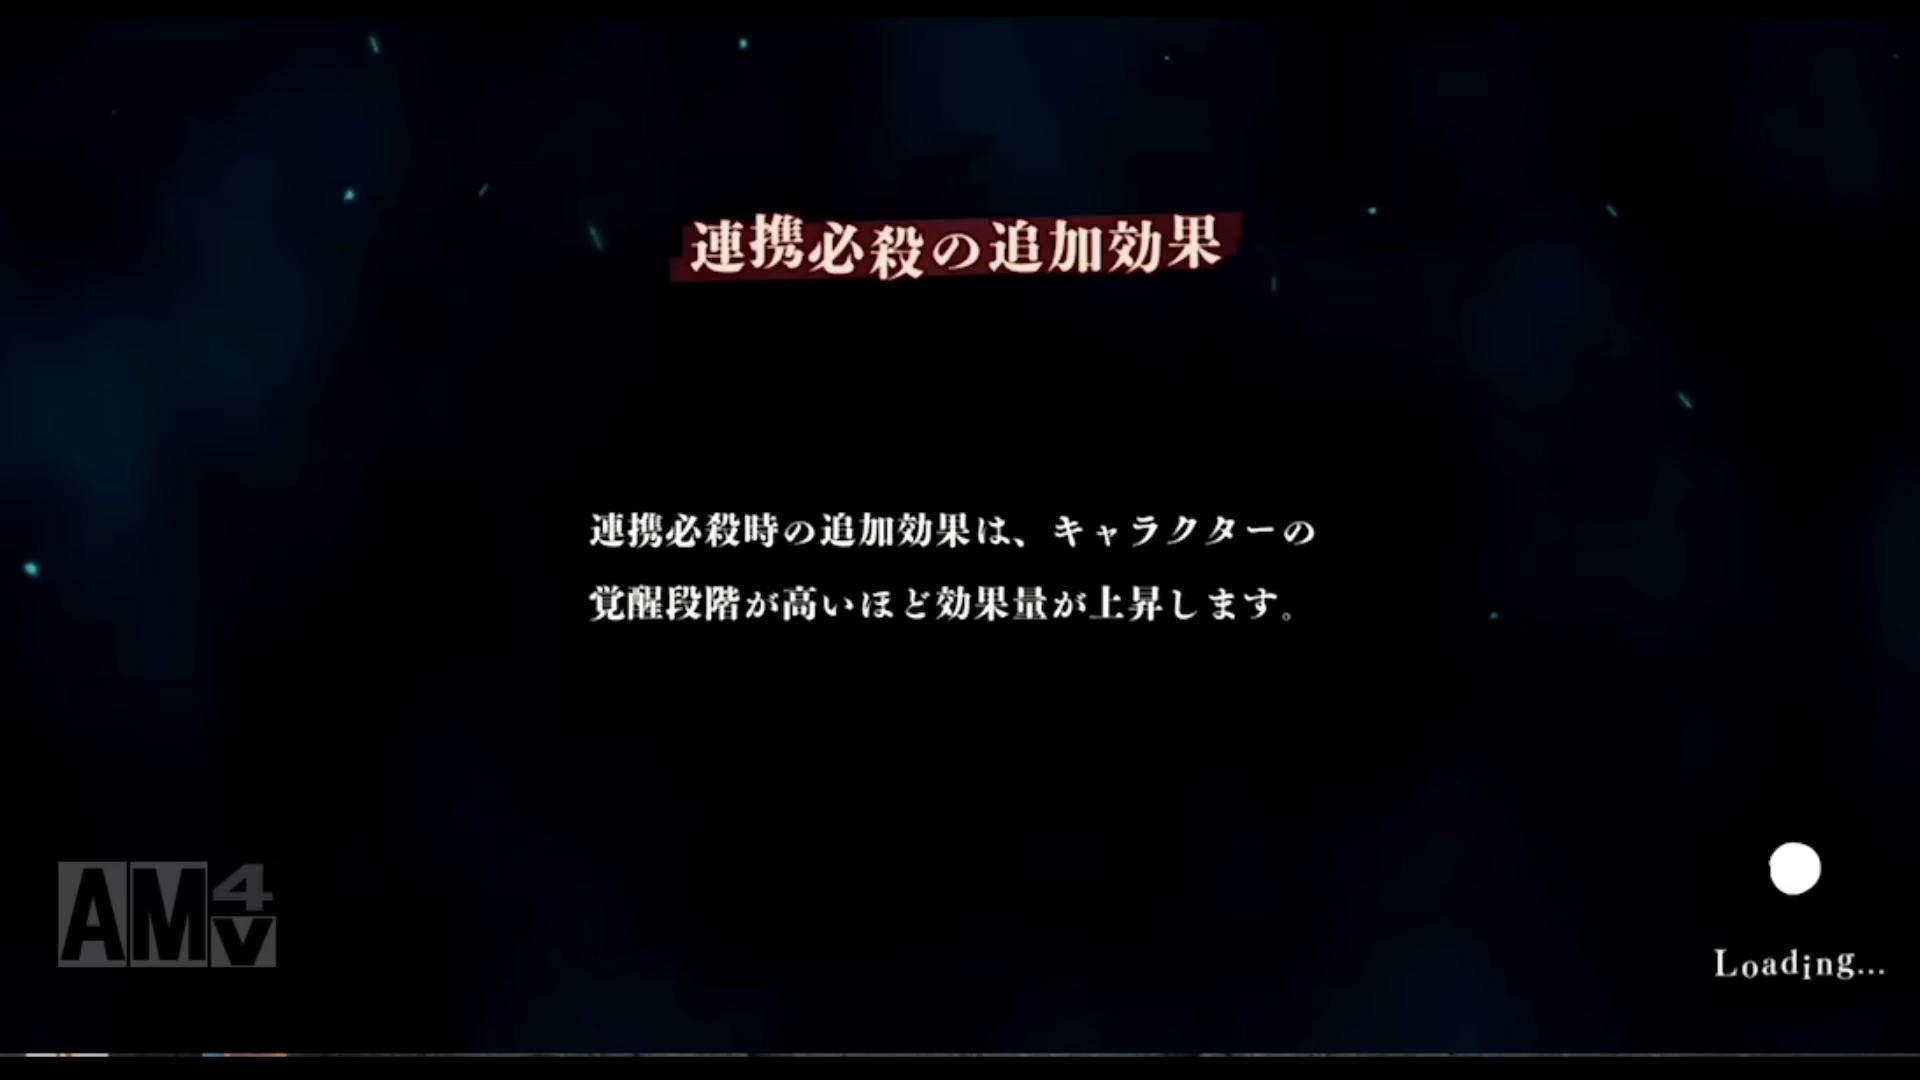 連携必殺の追加効果
連携必殺時の追加効果は、キャラクターの
覚醒段階が高いほど効果量が上昇します。
AM4V
Loading...